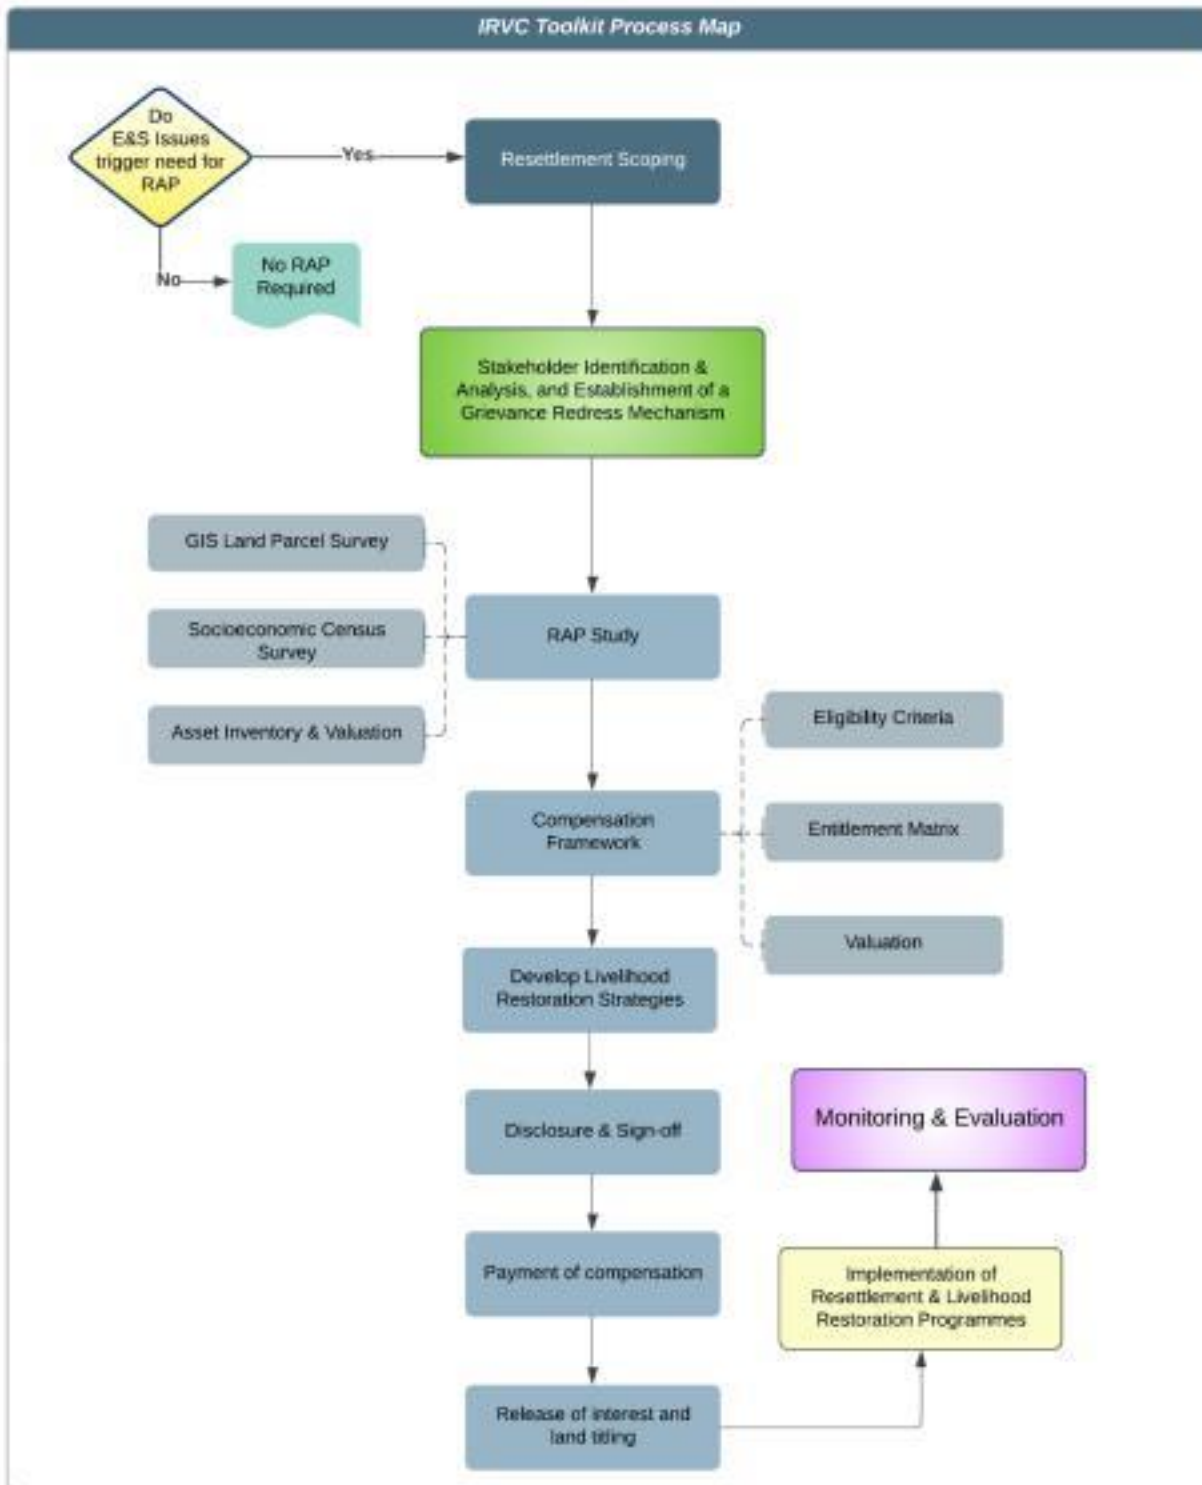 IRVC Toolkit Process Map
Do
E&S Issues
trigger need for
RAP
Yes
Resettlement Scoping
No
No RAP
Required
Stakeholder Identification &
Analysis, and Establishment of a
Grievance Redress Mechanism
GIS Land Parcel Survey
Socioeconomic Census
Survey
Asset Inventory & Valuation
RAP Study
Eligibility Criteria
Entitlement Matrix
Valuation
Compensation
Framework
Develop Livelihood
Restoration Strategies
Disclosure & Sign-off
Payment of compensation
Release of interest and
land titling
Implementation of
Resettlement & Livelihood
Restoration Programmes
Monitoring & Evaluation